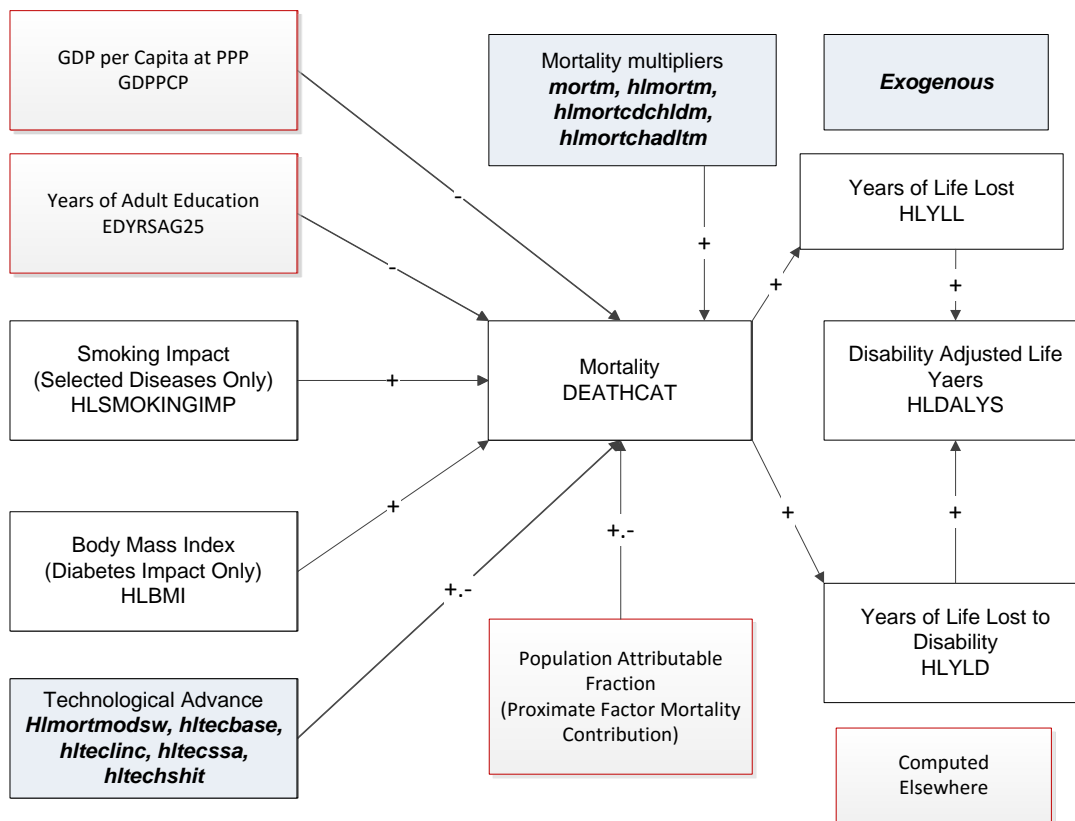 GDP per Capita at PPP
GDPPCP
Mortality multipliers
mortm, hlmortm,
hlmortcdchldm,
hlmortchadltm
Exogenous
Years of Adult Education
EDYRSAG25
Years of Life Lost
HLYLL
-
-
+
+
+
Smoking Impact
(Selected Diseases Only)
HLSMOKINGIMP
+
Mortality
DEATHCAT
Disability Adjusted Life
Yaers
HLDALYS
Body Mass Index
(Diabetes Impact Only)
HLBMI
+
+.-
+.-
+
+
Years of Life Lost to
Disability
HLYLD
Technological Advance
Hlmortmodsw, hltecbase,
hlteclinc, hltecssa,
hltechshit
Population Attributable
Fraction
(Proximate Factor Mortality
Contribution)
Computed
Elsewhere